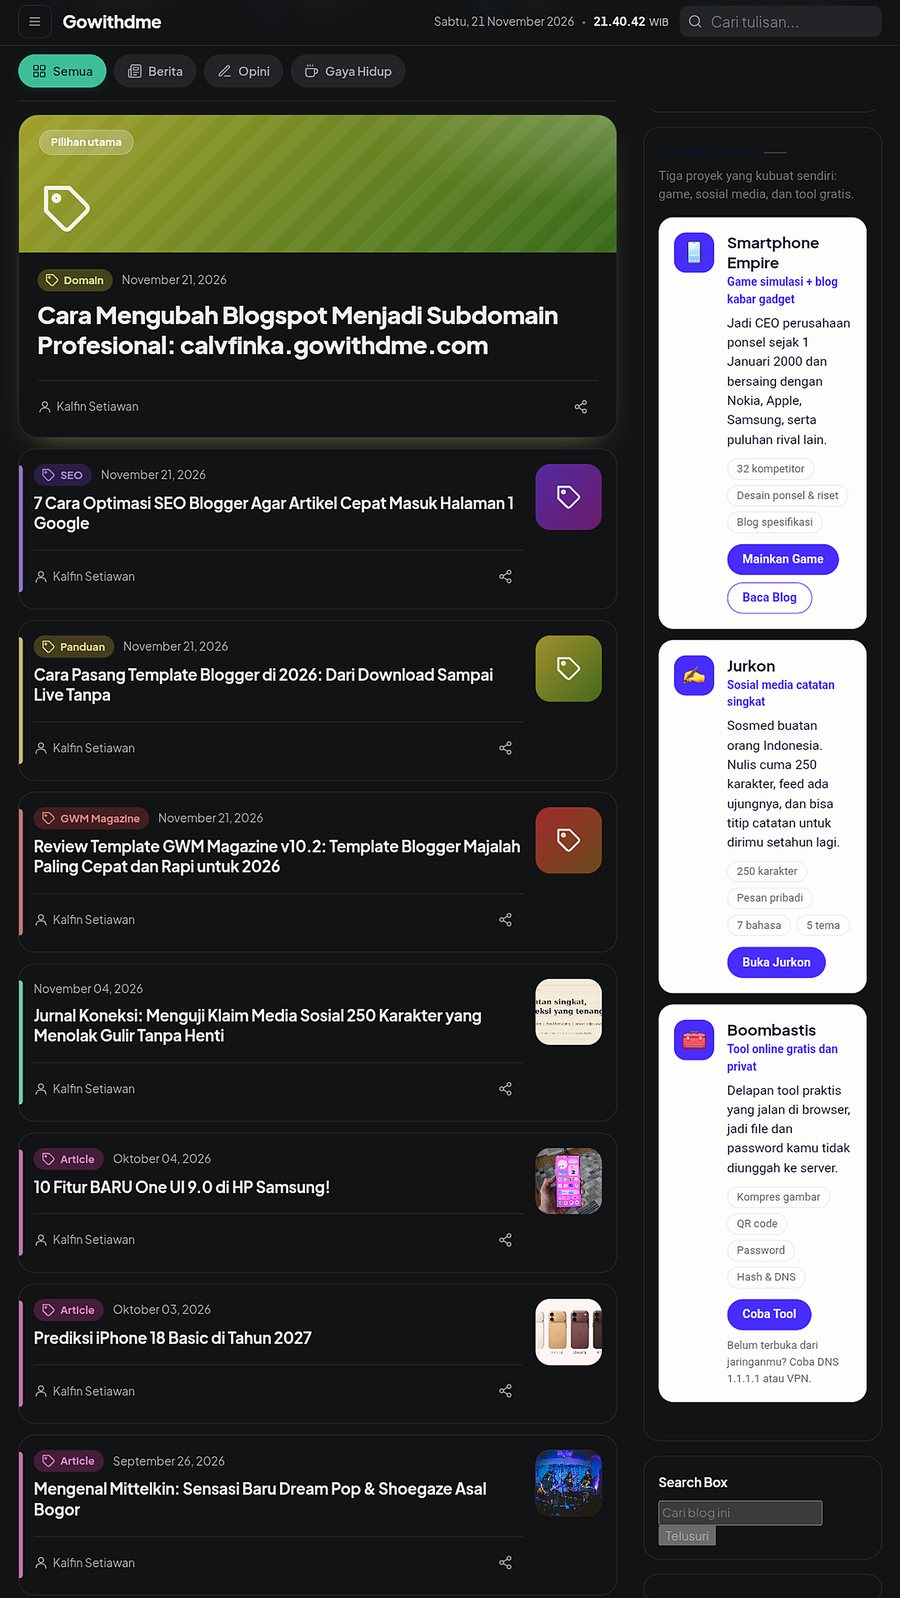 Gowithdme
Sabtu, 21 November 2026 • 21.40.42 WIB
Cari tulisan...
Semua
Berita
Opini
Gaya Hidup
Pilihan utama
Domain
November 21, 2026
Cara Mengubah Blogspot Menjadi Subdomain
Profesional: calvfinka.gowithdme.com
Kalfin Setiawan
SEO
November 21, 2026
7 Cara Optimasi SEO Blogger Agar Artikel Cepat Masuk Halaman 1
Google
Kalfin Setiawan
Panduan
November 21, 2026
Cara Pasang Template Blogger di 2026: Dari Download Sampai
Live Tanpa
Kalfin Setiawan
GWM Magazine
November 21, 2026
Review Template GWM Magazine v10.2: Template Blogger Majalah
Paling Cepat dan Rapi untuk 2026
Kalfin Setiawan
November 04, 2026
Jurnal Koneksi: Menguji Klaim Media Sosial 250 Karakter yang
Menolak Gulir Tanpa Henti
tan singkat,
eksi yang tenang
Kalfin Setiawan
Article
Oktober 04, 2026
10 Fitur BARU One UI 9.0 di HP Samsung!
Kalfin Setiawan
Article
Oktober 03, 2026
Prediksi iPhone 18 Basic di Tahun 2027
Kalfin Setiawan
Article
September 26, 2026
Mengenal Mittelkin: Sensasi Baru Dream Pop & Shoegaze Asal
Bogor
Kalfin Setiawan
Tiga proyek yang kubuat sendiri:
game, sosial media, dan tool gratis.
Smartphone
Empire
Game simulasi + blog
kabar gadget
Jadi CEO perusahaan
ponsel sejak 1
Januari 2000 dan
bersaing dengan
Nokia, Apple,
Samsung, serta
puluhan rival lain.
32 kompetitor
Desain ponsel & riset
Blog spesifikasi
Mainkan Game
Baca Blog
Jurkon
Sosial media catatan
singkat
Sosmed buatan
orang Indonesia.
Nulis cuma 250
karakter, feed ada
ujungnya, dan bisa
titip catatan untuk
dirimu setahun lagi.
250 karakter
Pesan pribadi
7 bahasa
5 tema
Buka Jurkon
Boombastis
Tool online gratis dan
privat
Delapan tool praktis
yang jalan di browser,
jadi file dan
password kamu tidak
diunggah ke server.
Kompres gambar
QR code
Password
Hash & DNS
Coba Tool
Belum terbuka dari
jaringanmu? Coba DNS
1.1.1.1 atau VPN.
Search Box
Cari blog ini
Telusuri